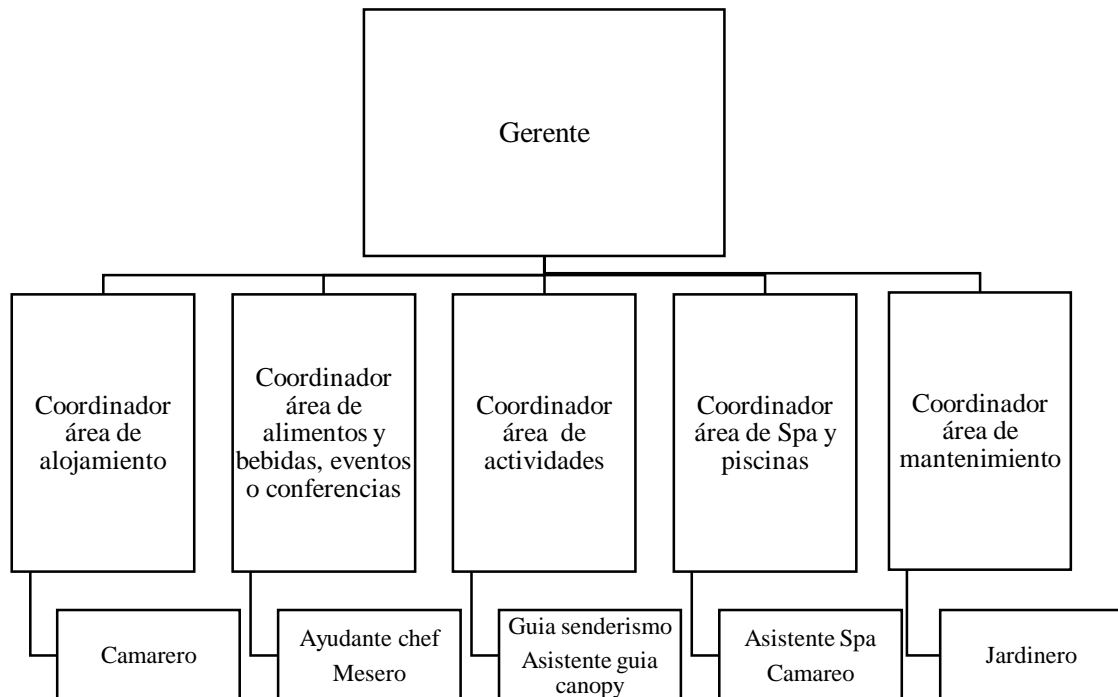 Gerente
Coordinador
área de
alojamiento
Coordinador
área de
alimentos y
bebidas, eventos
o conferencias
Coordinador
área de
actividades
Coordinador
área de Spa y
piscinas
Coordinador
área de
mantenimiento
Camarero
Ayudante chef
Mesero
Guia senderismo
Asistente guia
canopy
Asistente Spa
Camareo
Jardinero